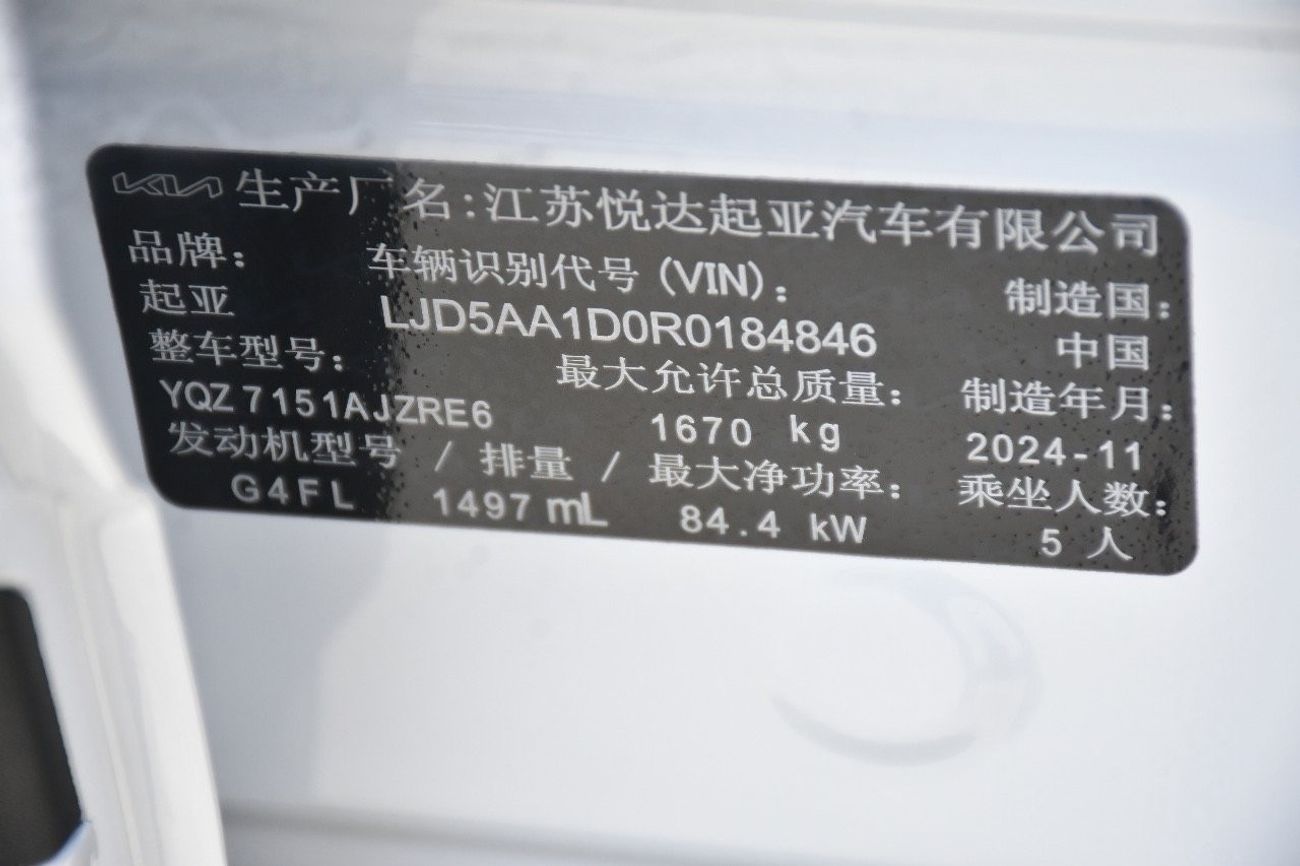 KIA 生产厂名:江苏悦达起亚汽车有限公司
品牌: 车辆识别代号 (VIN): 制造国:
起亚 LJD5AA1D0R0184846 中国
整车型号: 最大允许总质量: 制造年月:
YQZ7151AJZRE6 1670 kg 2024-11
发动机型号 / 排量 / 最大净功率: 乘坐人数:
G4FL 1497 mL 84.4 kW 5 人